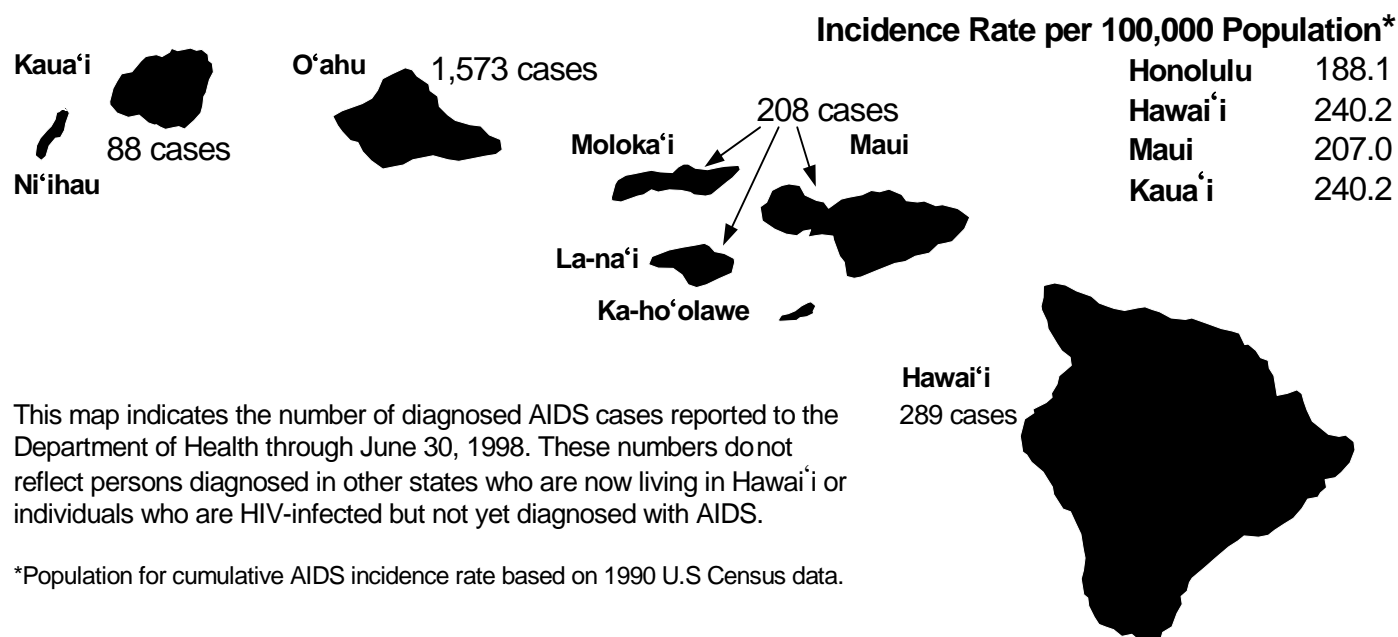 Incidence Rate per 100,000 Population*
Honolulu 188.1
Hawai‘i 240.2
Maui 207.0
Kaua‘i 240.2
Kaua‘i
88 cases
Ni‘ihau
O‘ahu 1,573 cases
208 cases
Moloka‘i
Maui
La-na‘i
Ka-ho‘olawe
Hawai‘i
289 cases
This map indicates the number of diagnosed AIDS cases reported to the
Department of Health through June 30, 1998. These numbers do not
reflect persons diagnosed in other states who are now living in Hawai‘i or
individuals who are HIV-infected but not yet diagnosed with AIDS.
*Population for cumulative AIDS incidence rate based on 1990 U.S Census data.